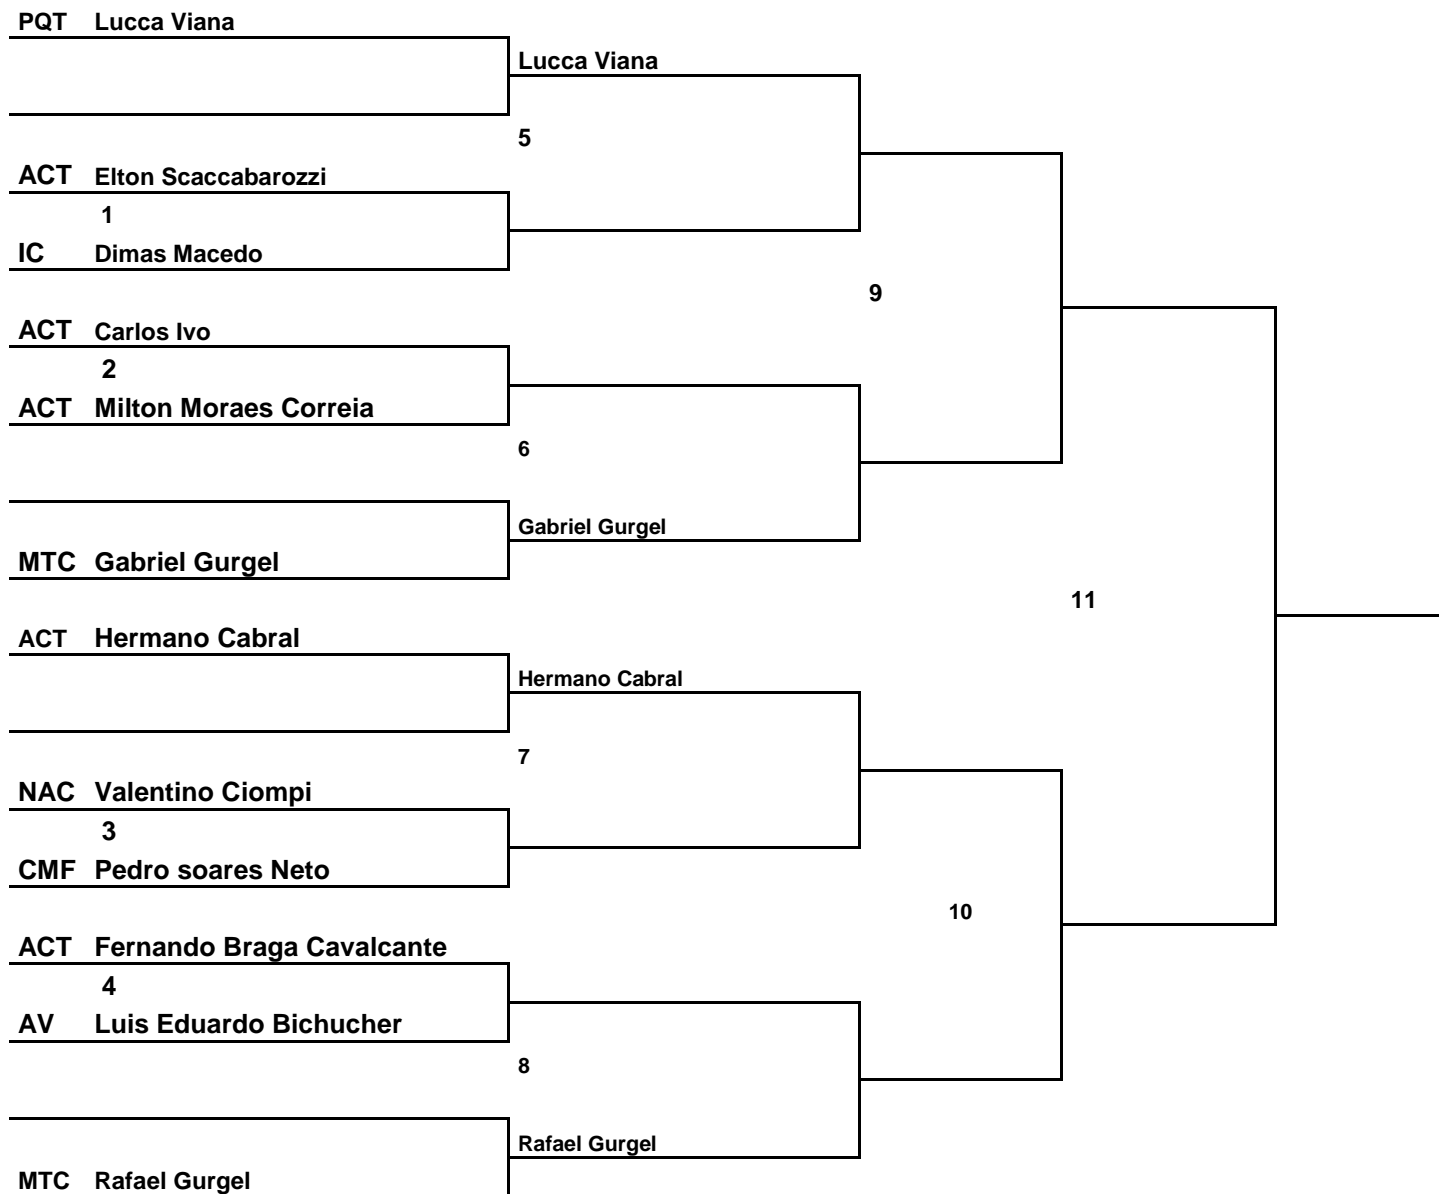 PQT Lucca Viana
Lucca Viana
5
ACT Elton Scaccabarozzi
1
IC Dimas Macedo
9
ACT Carlos Ivo
2
ACT Milton Moraes Correia
6
Gabriel Gurgel
MTC Gabriel Gurgel
11
ACT Hermano Cabral
Hermano Cabral
7
NAC Valentino Ciompi
3
CMF Pedro soares Neto
10
ACT Fernando Braga Cavalcante
4
AV Luis Eduardo Bichucher
8
Rafael Gurgel
MTC Rafael Gurgel